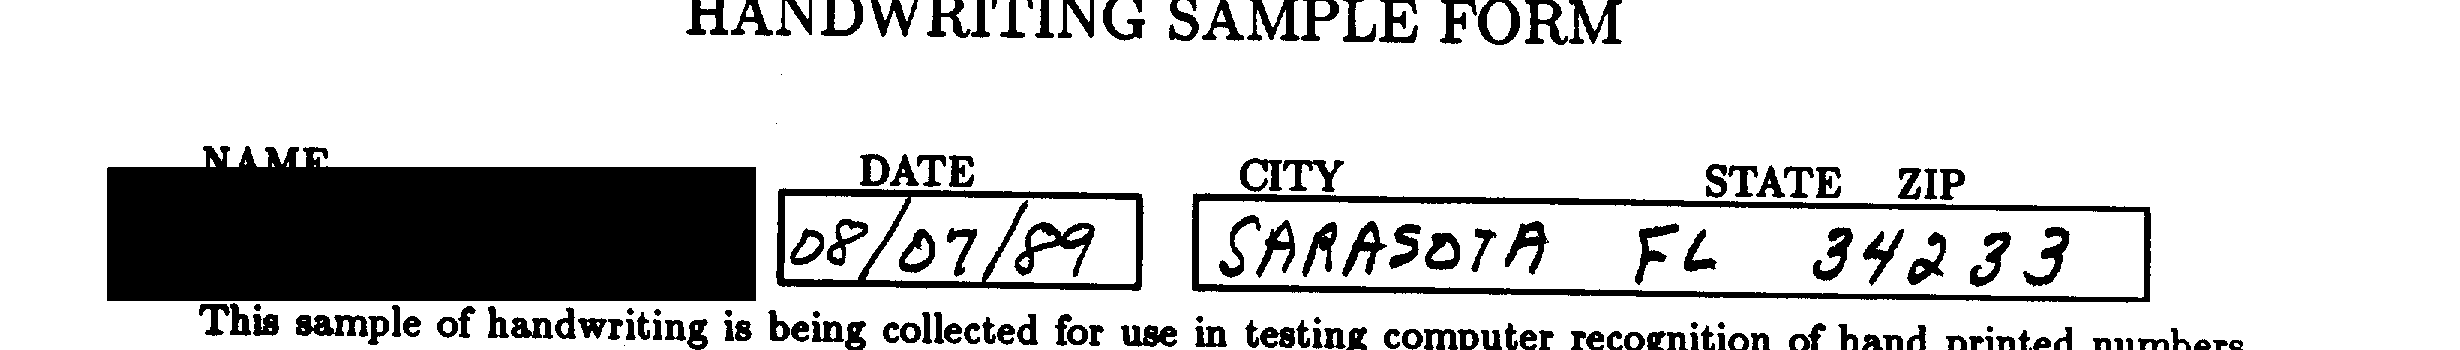 HANDWRITING SAMPLE FORM
NAME DATE CITY STATE ZIP
08/07/89 SARASOTA FL 34233
This sample of handwriting is being collected for use in testing computer recognition of hand printed numbers